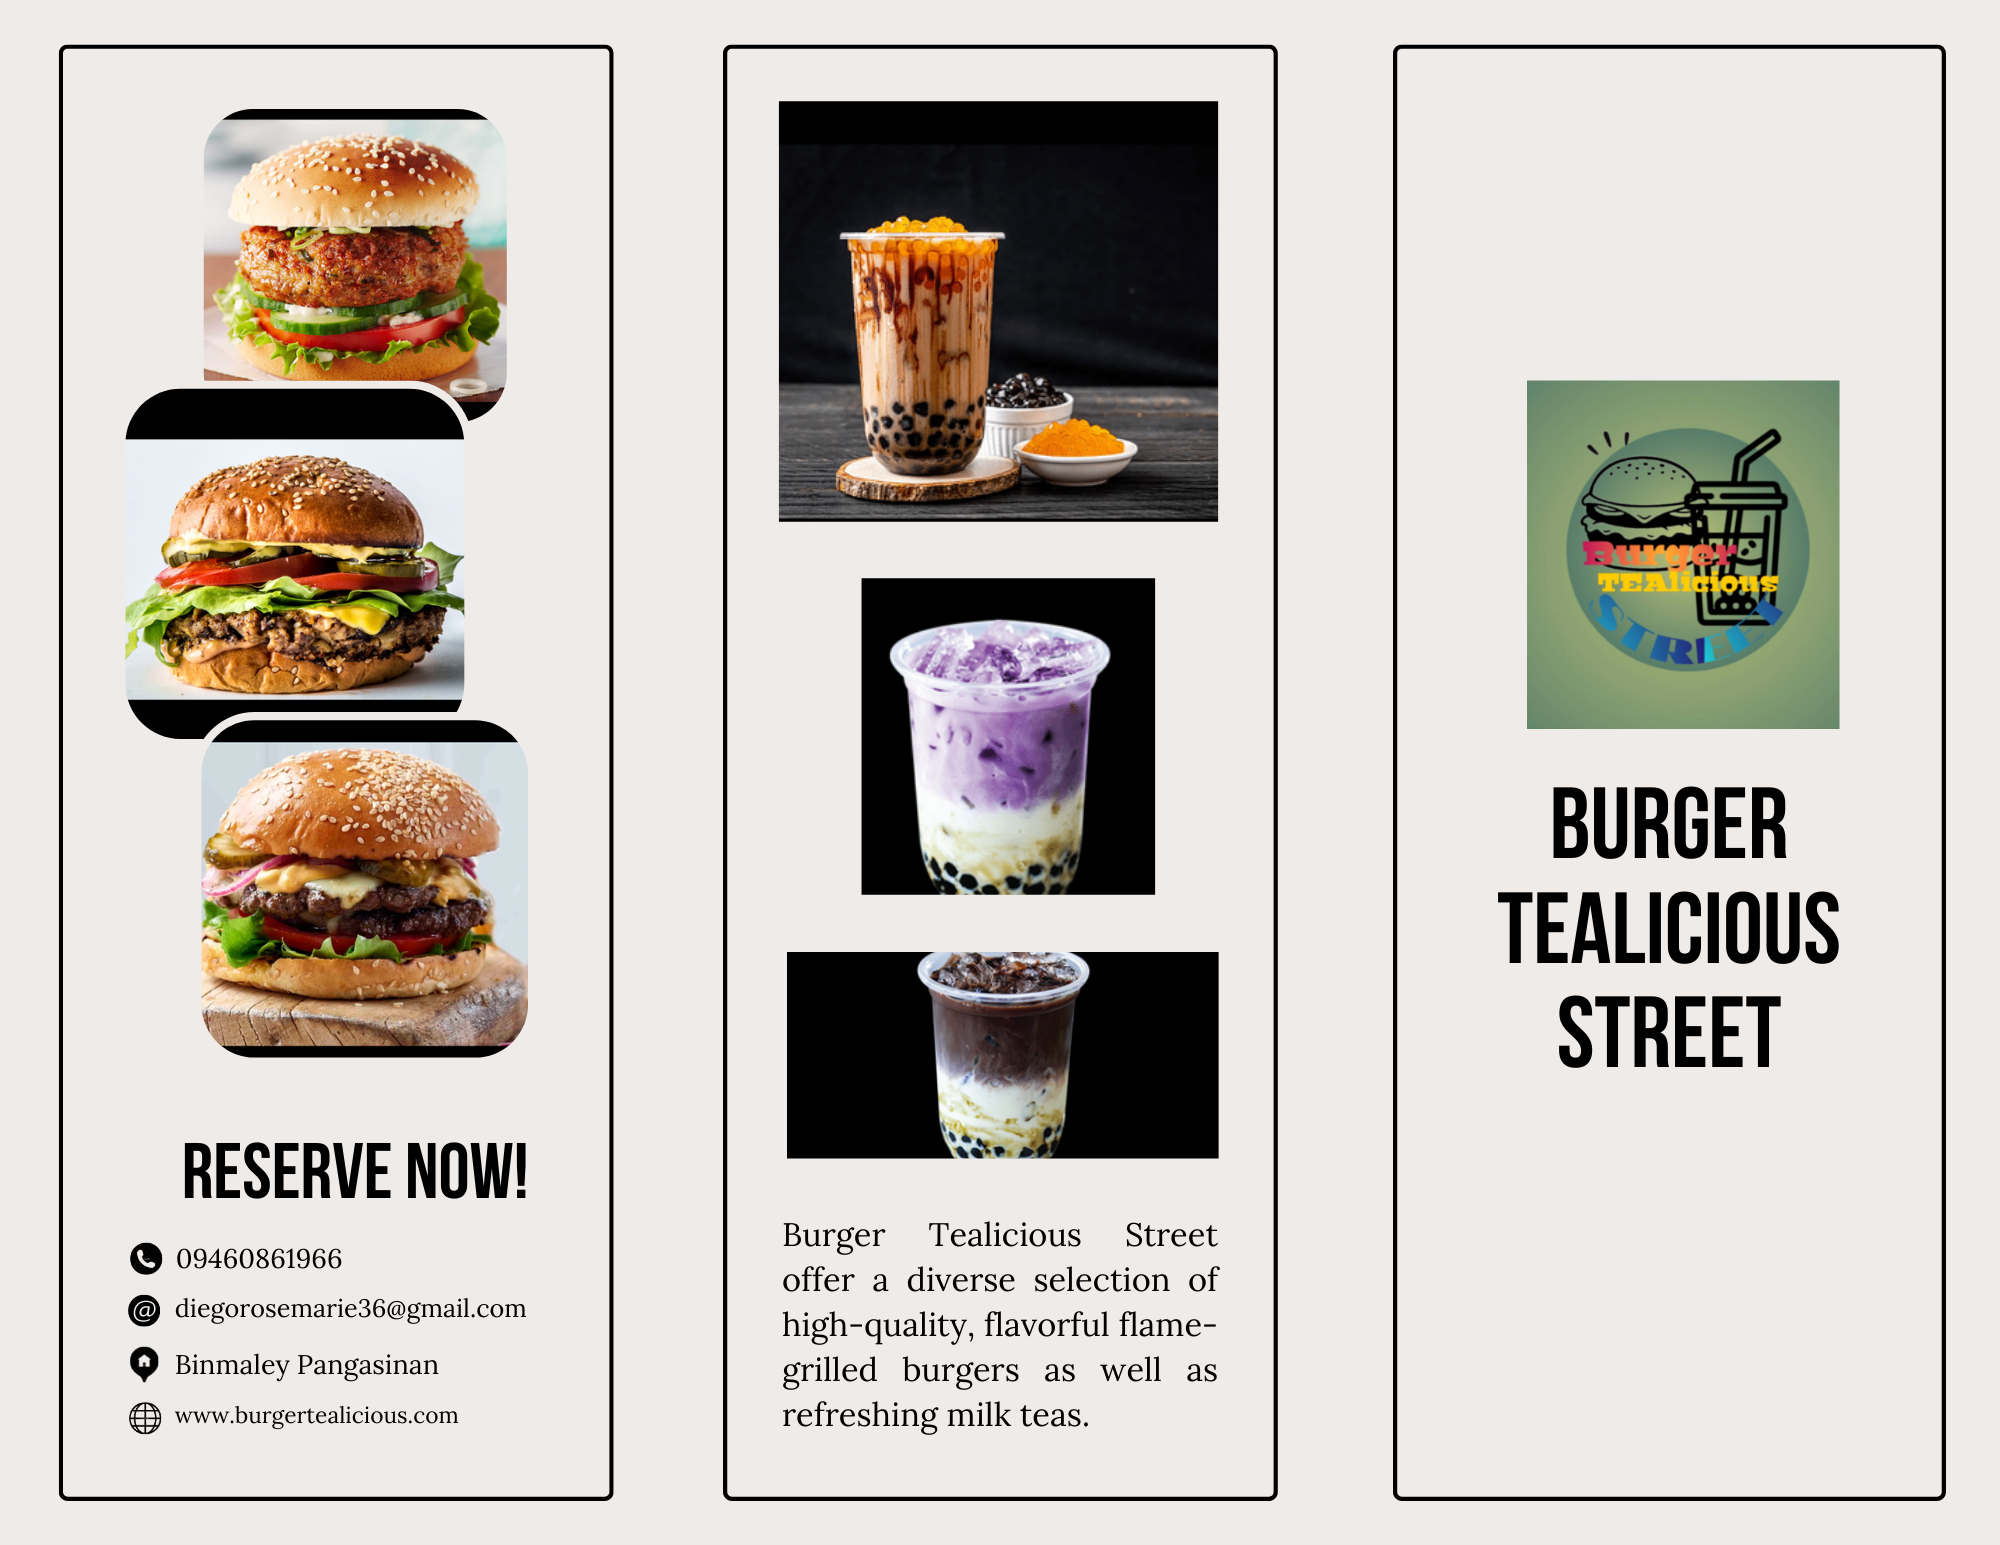 RESERVE NOW!
09460861966
diegorosemarie36@gmail.com
Binmaley Pangasinan
www.burgertealicious.com
Burger Tealicious Street
offer a diverse selection of
high-quality, flavorful flame-
grilled burgers as well as
refreshing milk teas.
Burger
TEAlicious
STREET
BURGER
TEALICIOUS
STREET